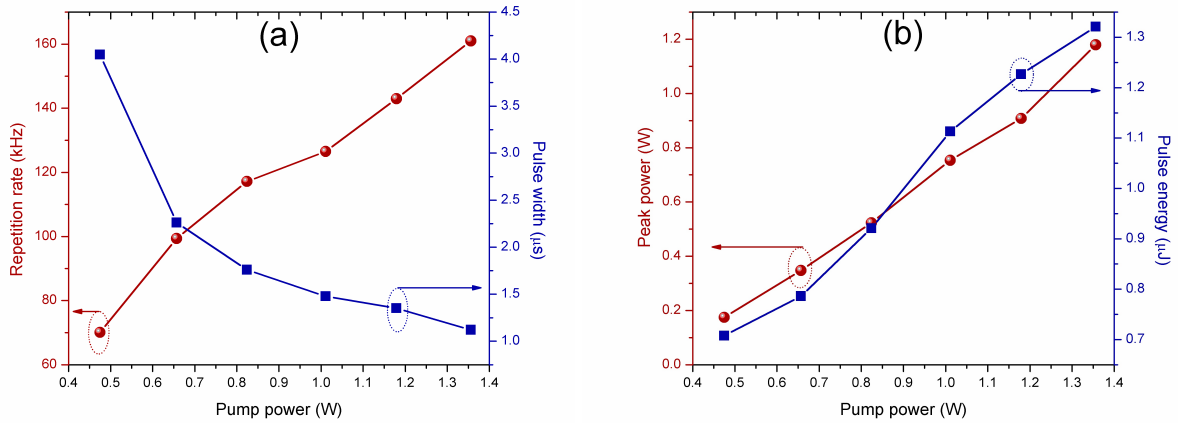 (a)
160
140
120
100
80
60
Repetition rate (kHz)
4.5
4.0
3.5
3.0
2.5
2.0
1.5
1.0
Pulse width (μs)
0.4 0.5 0.6 0.7 0.8 0.9 1.0 1.1 1.2 1.3 1.4
Pump power (W)
(b)
1.2
1.0
0.8
0.6
0.4
0.2
0.0
Peak power (W)
1.3
1.2
1.1
1.0
0.9
0.8
0.7
Pulse energy (μJ)
0.4 0.5 0.6 0.7 0.8 0.9 1.0 1.1 1.2 1.3 1.4
Pump power (W)